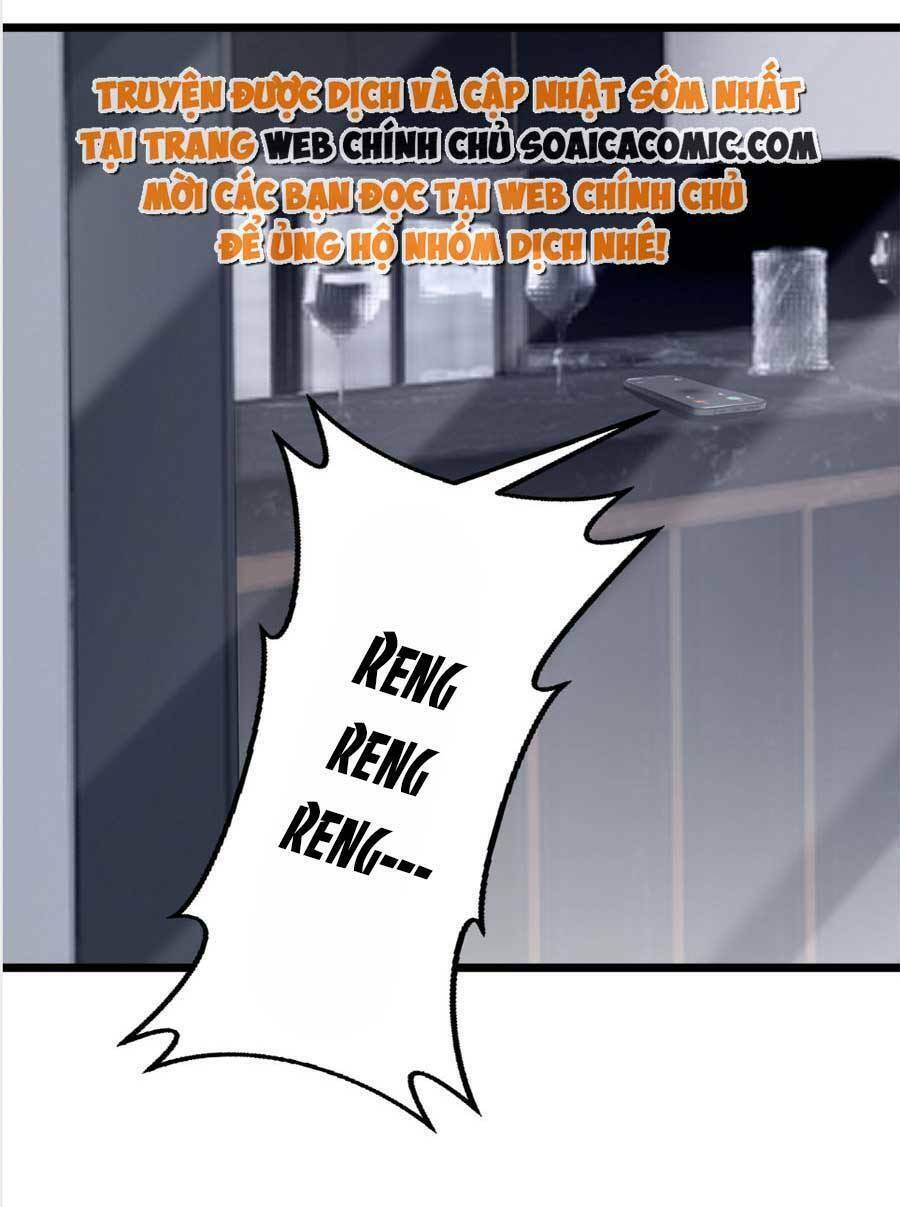 TRUYỆN ĐƯỢC DỊCH VÀ CẬP NHẬT SỚM NHẤT
TẠI TRANG WEB CHÍNH CHỦ SOAICACOMIC.COM
MỜI CÁC BẠN ĐỌC TẠI WEB CHÍNH CHỦ
ĐỂ ỦNG HỘ NHÓM DỊCH NHÉ!
RENG
RENG
RENG---